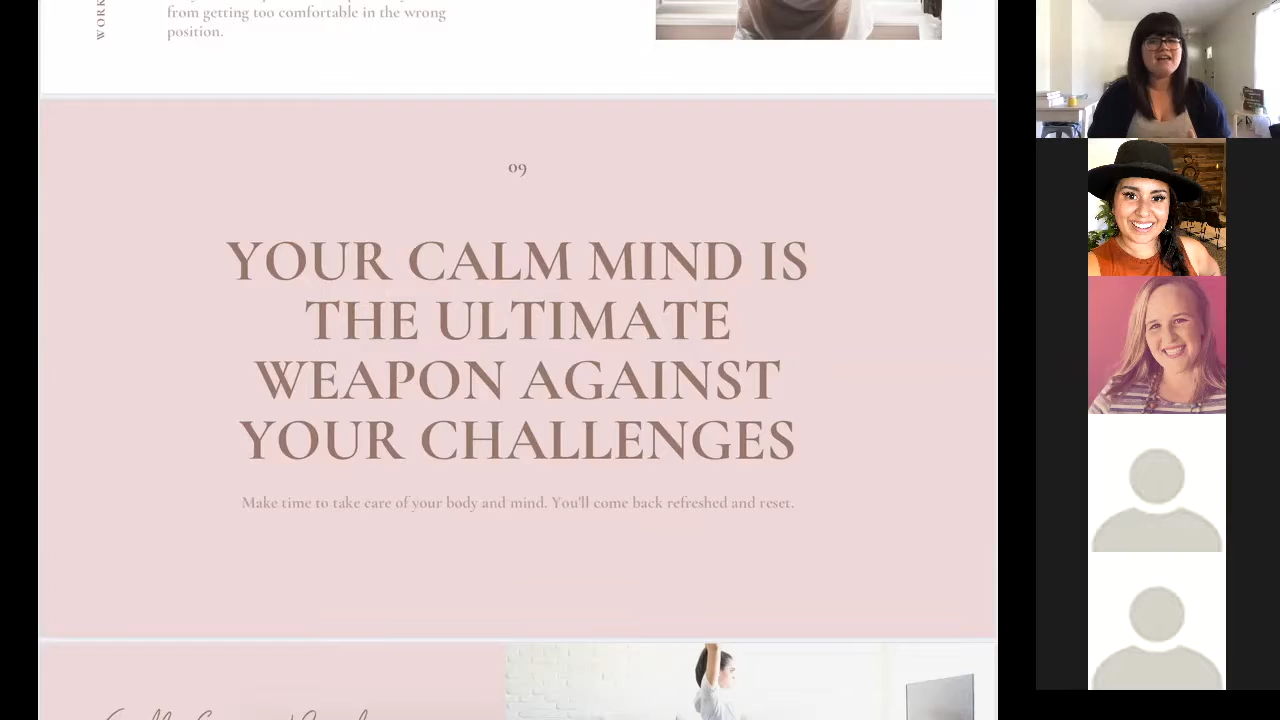 WORK
from getting too comfortable in the wrong
position.
09
YOUR CALM MIND IS
THE ULTIMATE
WEAPON AGAINST
YOUR CHALLENGES
Make time to take care of your body and mind. You'll come back refreshed and reset.